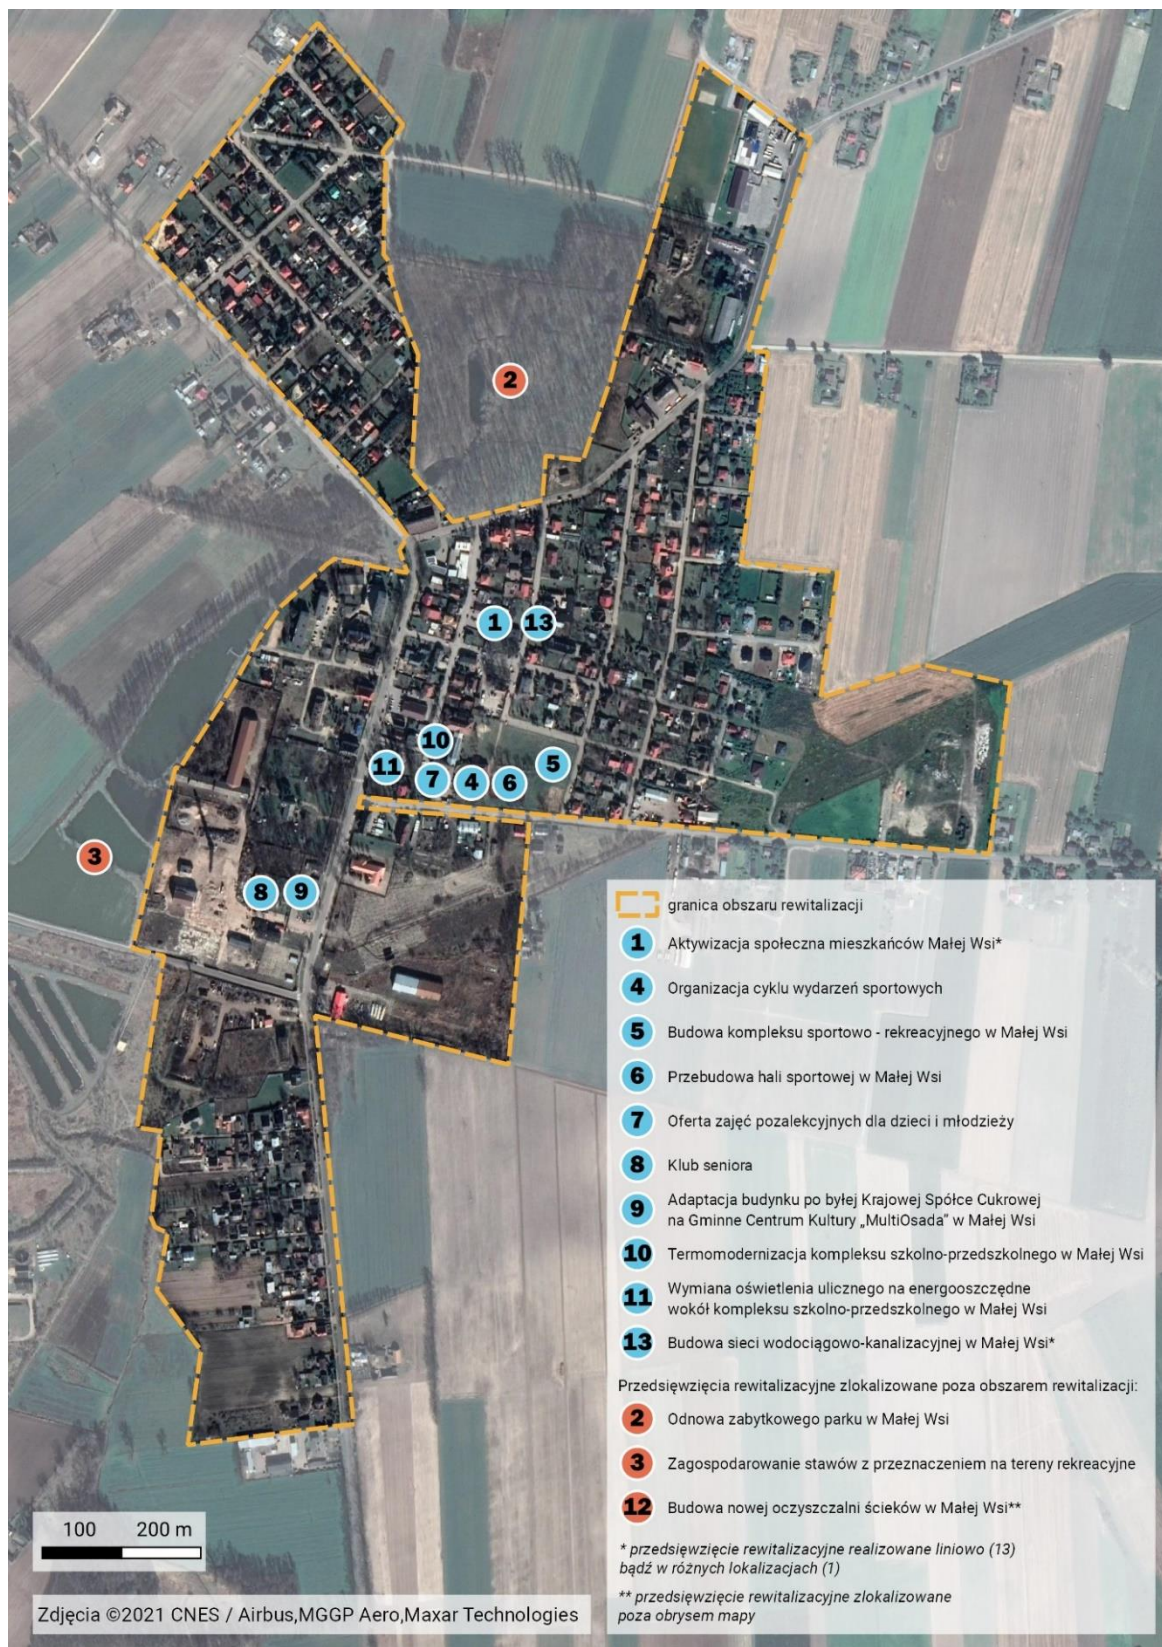 2
1
13
10
11
7
4
6
5
3
8
9
granica obszaru rewitalizacji
1 Aktywizacja społeczna mieszkańców Małej Wsi*
4 Organizacja cyklu wydarzeń sportowych
5 Budowa kompleksu sportowo - rekreacyjnego w Małej Wsi
6 Przebudowa hali sportowej w Małej Wsi
7 Oferta zajęć pozalekcyjnych dla dzieci i młodzieży
8 Klub seniora
9 Adaptacja budynku po byłej Krajowej Spółce Cukrowej
na Gminne Centrum Kultury „MultiOsada” w Małej Wsi
10 Termomodernizacja kompleksu szkolno-przedszkolnego w Małej Wsi
11 Wymiana oświetlenia ulicznego na energooszczędne
wokół kompleksu szkolno-przedszkolnego w Małej Wsi
13 Budowa sieci wodociągowo-kanalizacyjnej w Małej Wsi*
Przedsięwzięcia rewitalizacyjne zlokalizowane poza obszarem rewitalizacji:
2 Odnowa zabytkowego parku w Małej Wsi
3 Zagospodarowanie stawów z przeznaczeniem na tereny rekreacyjne
12 Budowa nowej oczyszczalni ścieków w Małej Wsi**
* przedsięwzięcie rewitalizacyjne realizowane liniowo (13)
bądź w różnych lokalizacjach (1)
** przedsięwzięcie rewitalizacyjne zlokalizowane
poza obrysem mapy
100 200 m
Zdjęcia ©2021 CNES / Airbus,MGGP Aero,Maxar Technologies